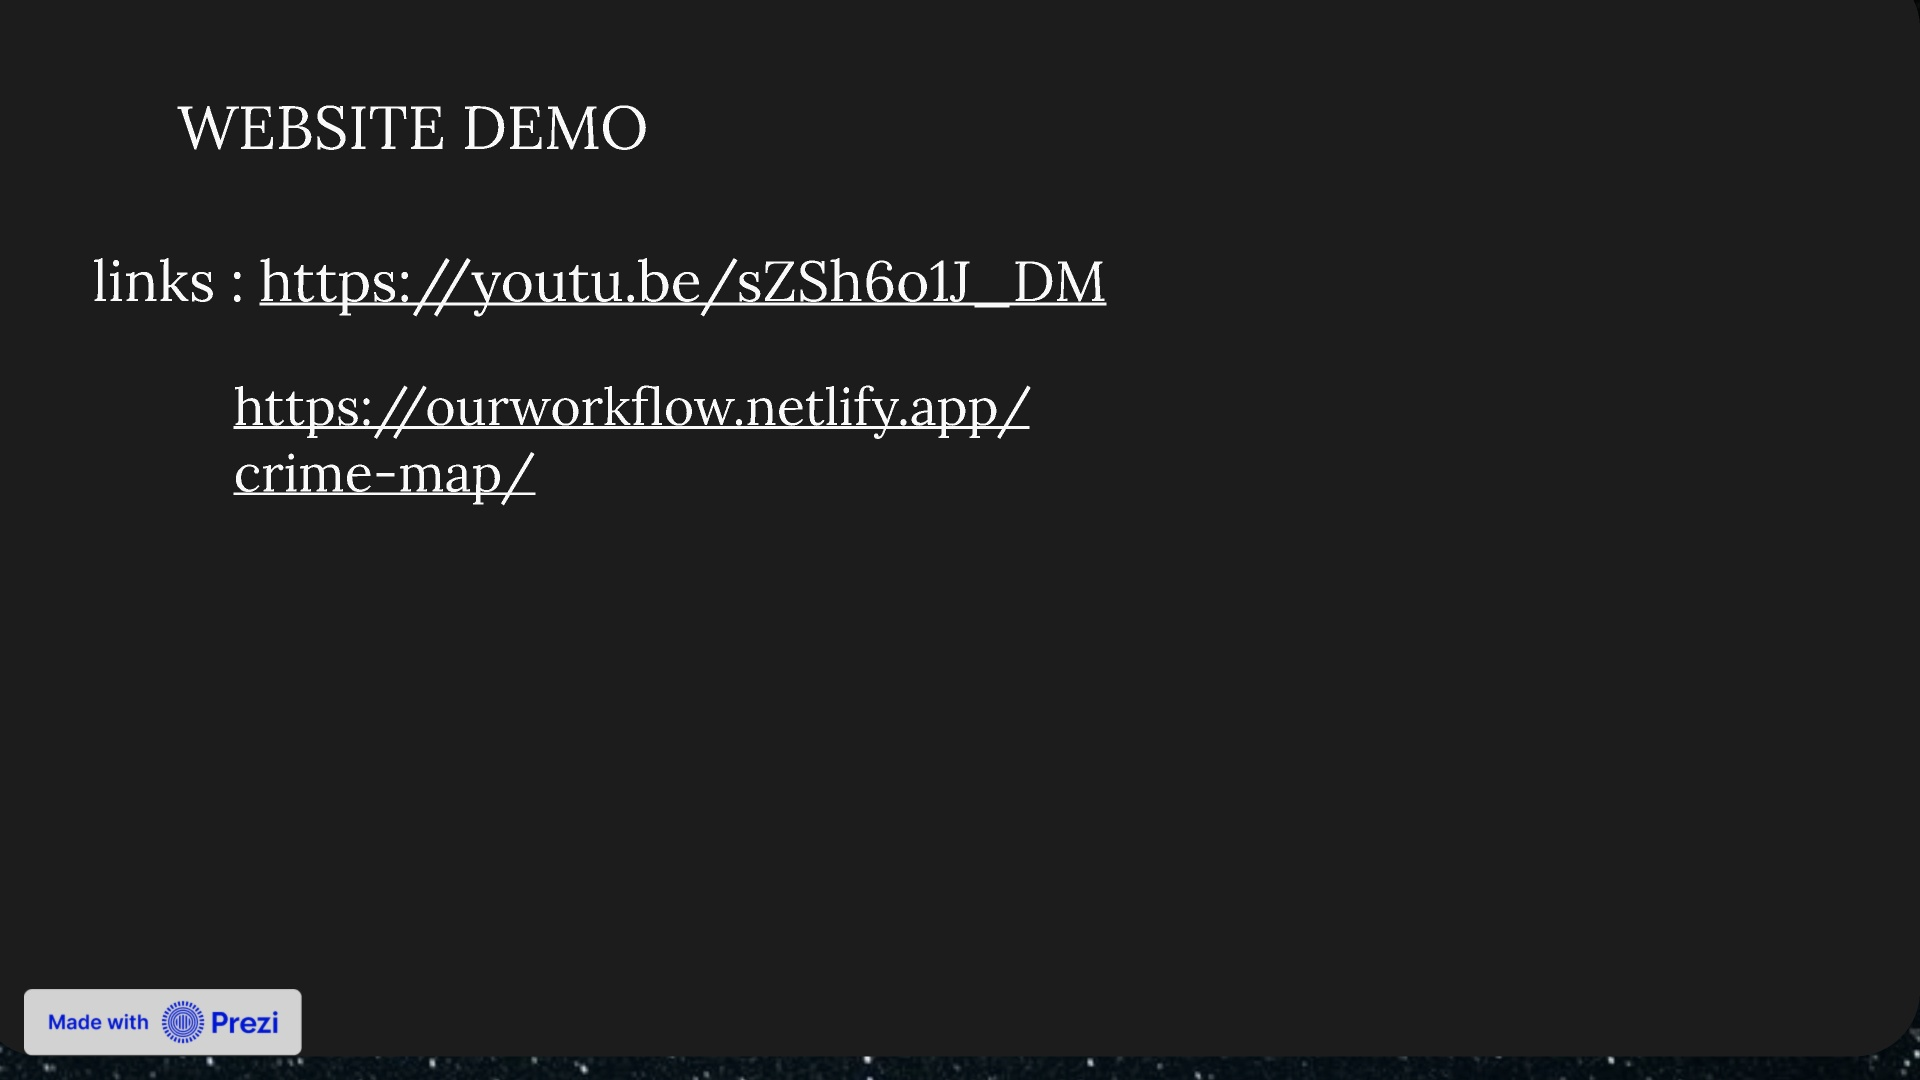 WEBSITE DEMO
links : https://youtu.be/sZSh6o1J_DM
https://ourworkflow.netlify.app/
crime-map/
Made with Prezi